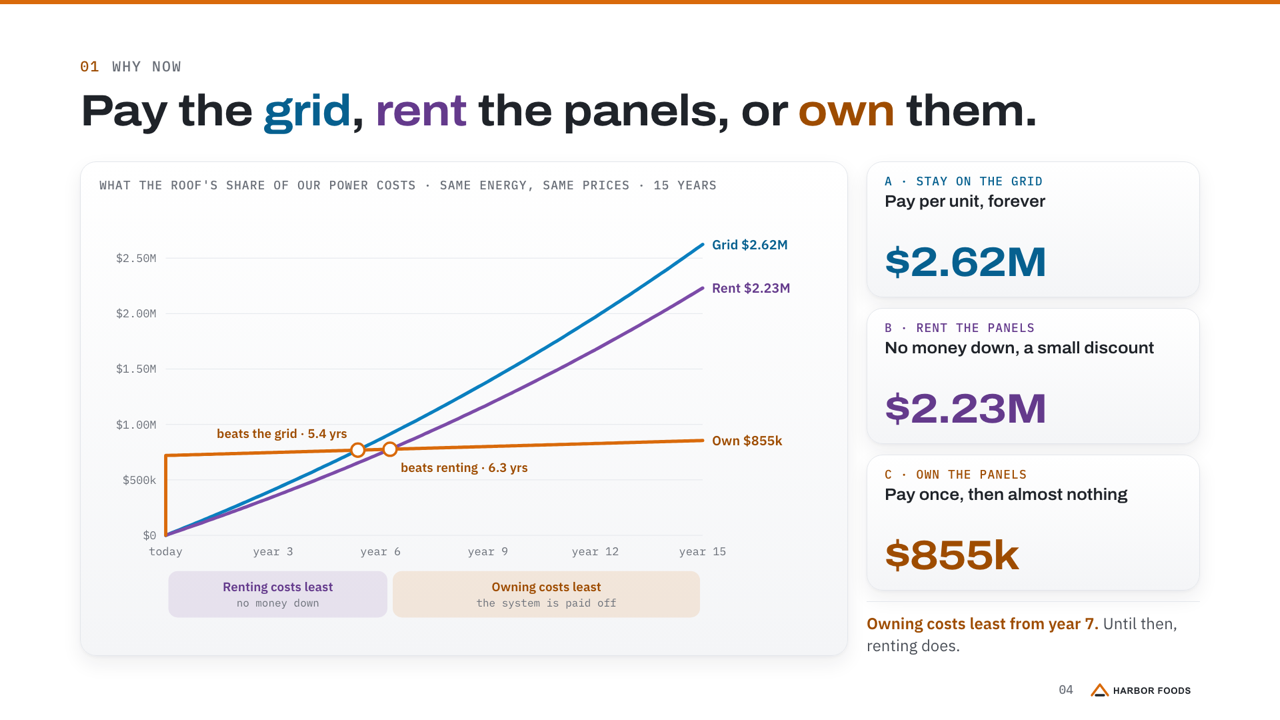 01 WHY NOW
Pay the grid, rent the panels, or own them.
WHAT THE ROOF'S SHARE OF OUR POWER COSTS · SAME ENERGY, SAME PRICES · 15 YEARS
$2.50M
$2.00M
$1.50M
$1.00M
$500k
$0
Grid $2.62M
Rent $2.23M
Own $855k
beats the grid · 5.4 yrs
beats renting · 6.3 yrs
today
year 3
year 6
year 9
year 12
year 15
Renting costs least
no money down
Owning costs least
the system is paid off
A · STAY ON THE GRID
Pay per unit, forever
$2.62M
B · RENT THE PANELS
No money down, a small discount
$2.23M
C · OWN THE PANELS
Pay once, then almost nothing
$855k
Owning costs least from year 7. Until then,
renting does.
04
HARBOR FOODS